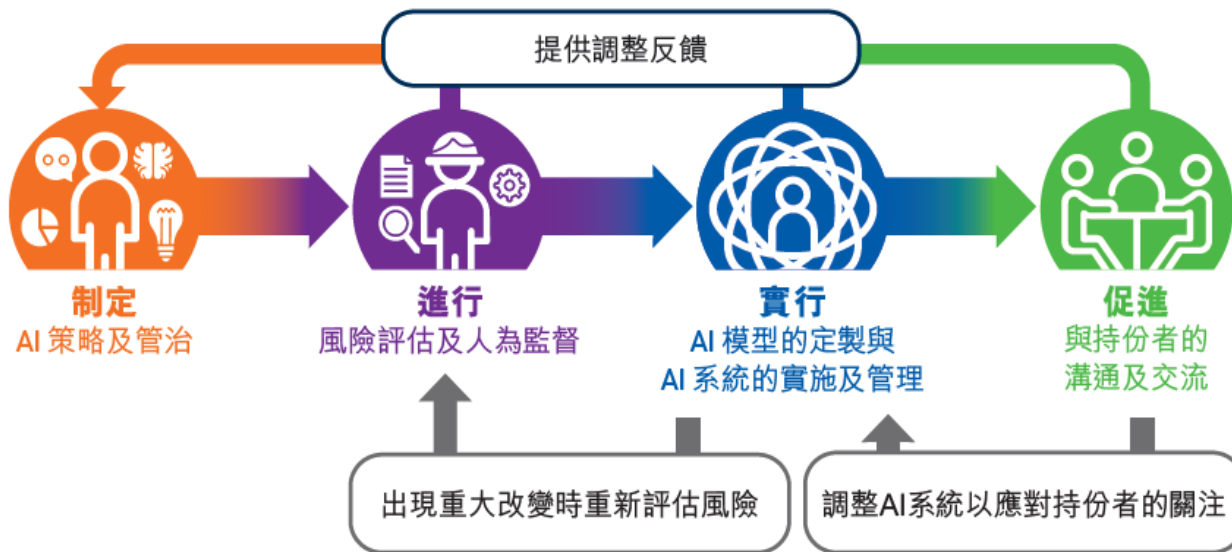 提供調整反饋
制定
AI 策略及管治
進行
風險評估及人為監督
實行
AI 模型的定製與
AI 系統的實施及管理
促進
與持份者的
溝通及交流
出現重大改變時重新評估風險
調整AI系統以應對持份者的關注